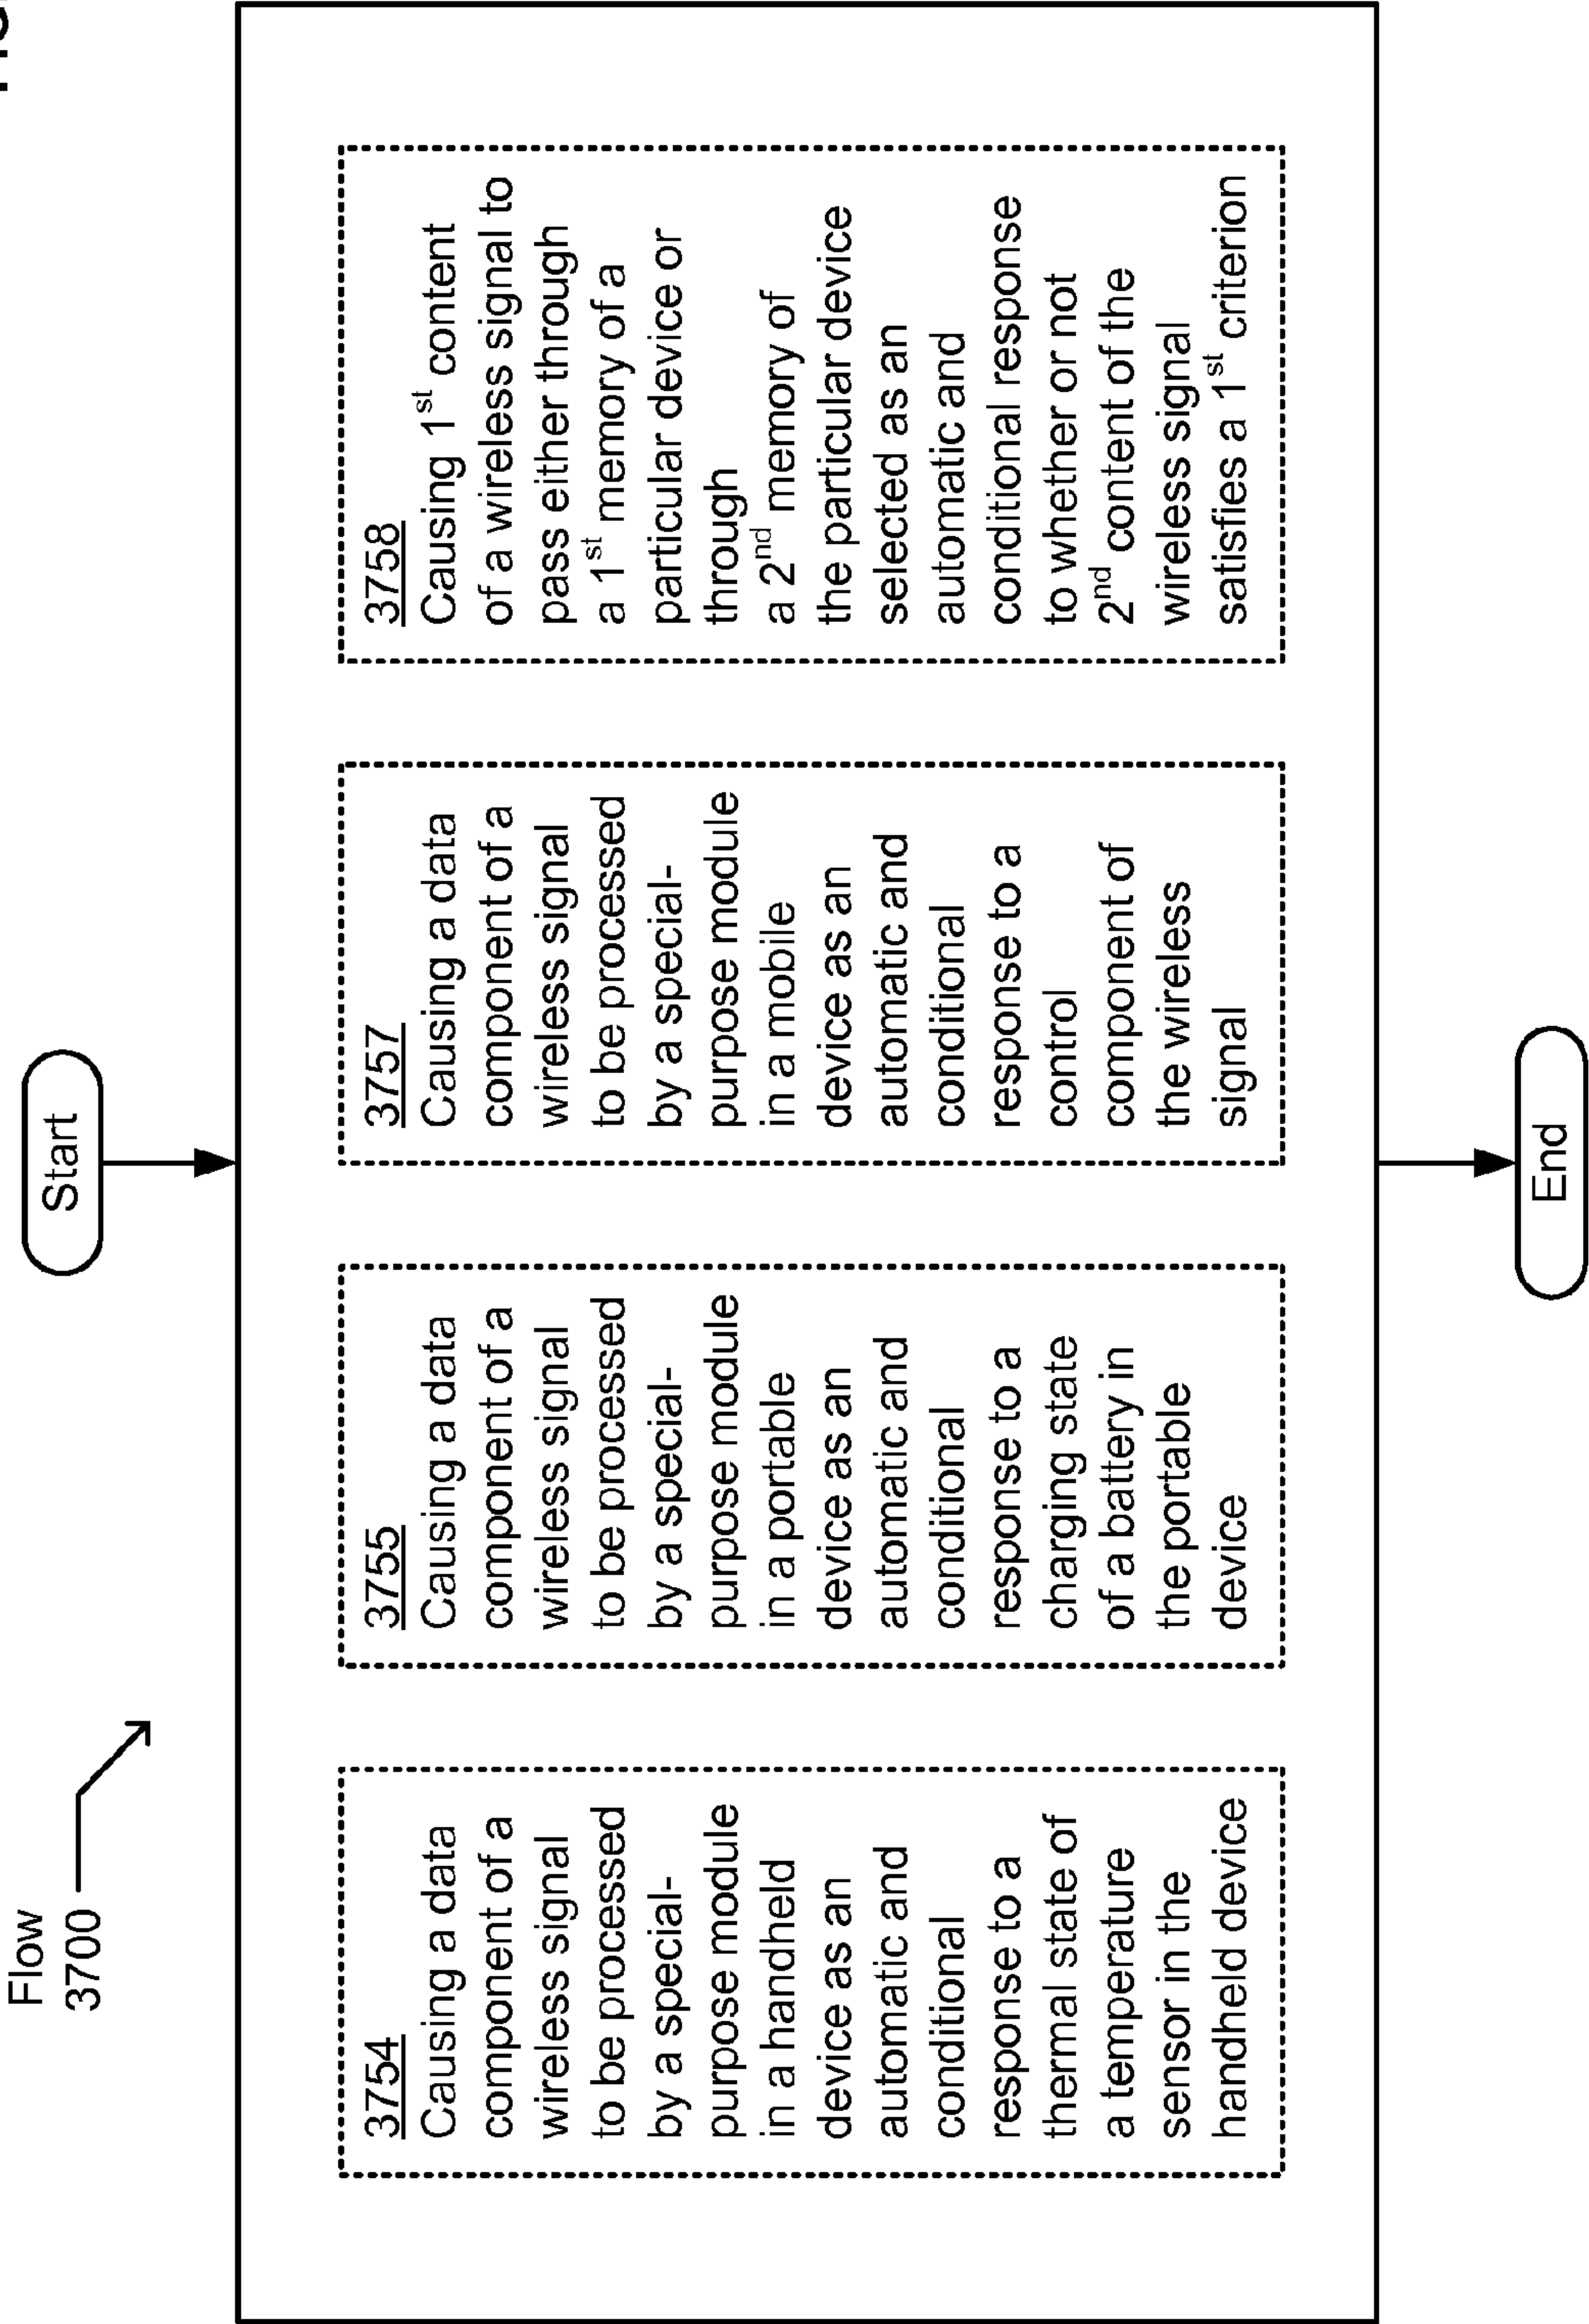 Flow
3700
Start
3754
Causing a data
component of a
wireless signal
to be processed
by a special-
purpose module
in a handheld
device as an
automatic and
conditional
response to a
thermal state of
a temperature
sensor in the
handheld device
3755
Causing a data
component of a
wireless signal
to be processed
by a special-
purpose module
in a portable
device as an
automatic and
conditional
response to a
charging state
of a battery in
the portable
device
3757
Causing a data
component of a
wireless signal
to be processed
by a special-
purpose module
in a mobile
device as an
automatic and
conditional
response to a
control
component of
the wireless
signal
3758
Causing 1st content
of a wireless signal to
pass either through
a 1st memory of a
particular device or
through
a 2nd memory of
the particular device
selected as an
automatic and
conditional response
to whether or not
2nd content of the
wireless signal
satisfies a 1st criterion
End